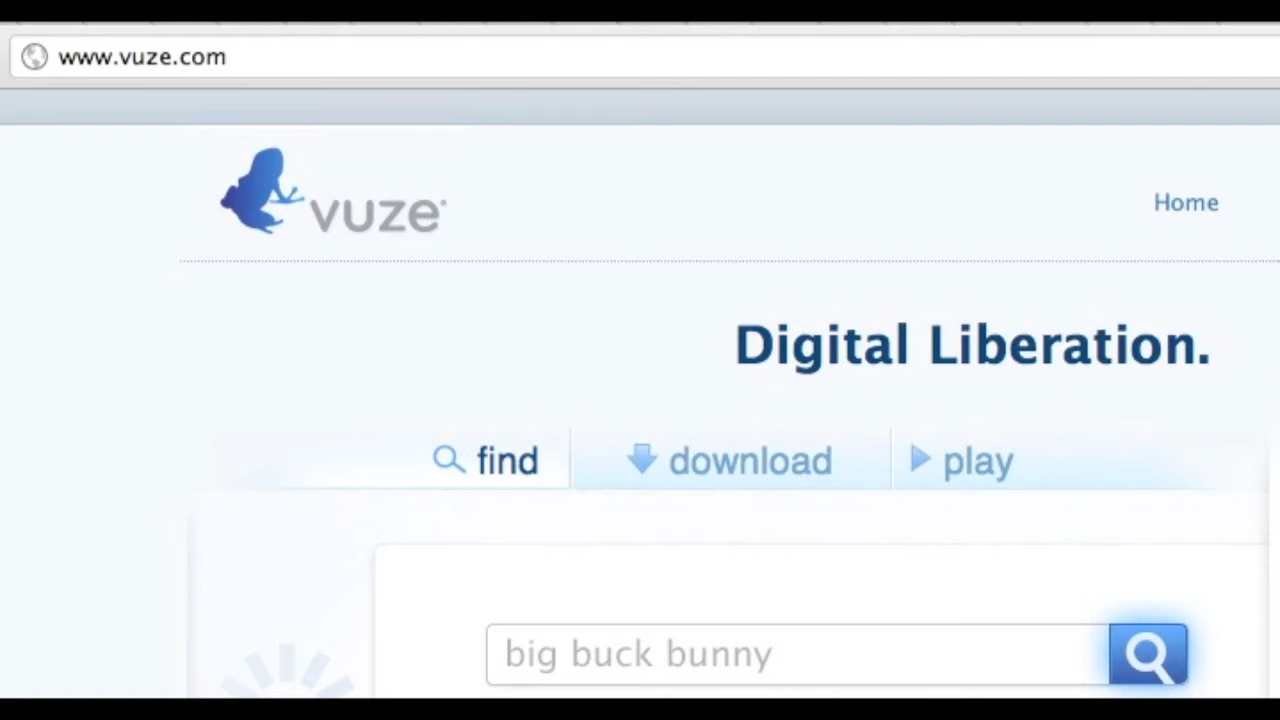 www.vuze.com
vuze
Home
Digital Liberation.
find download play
big buck bunny